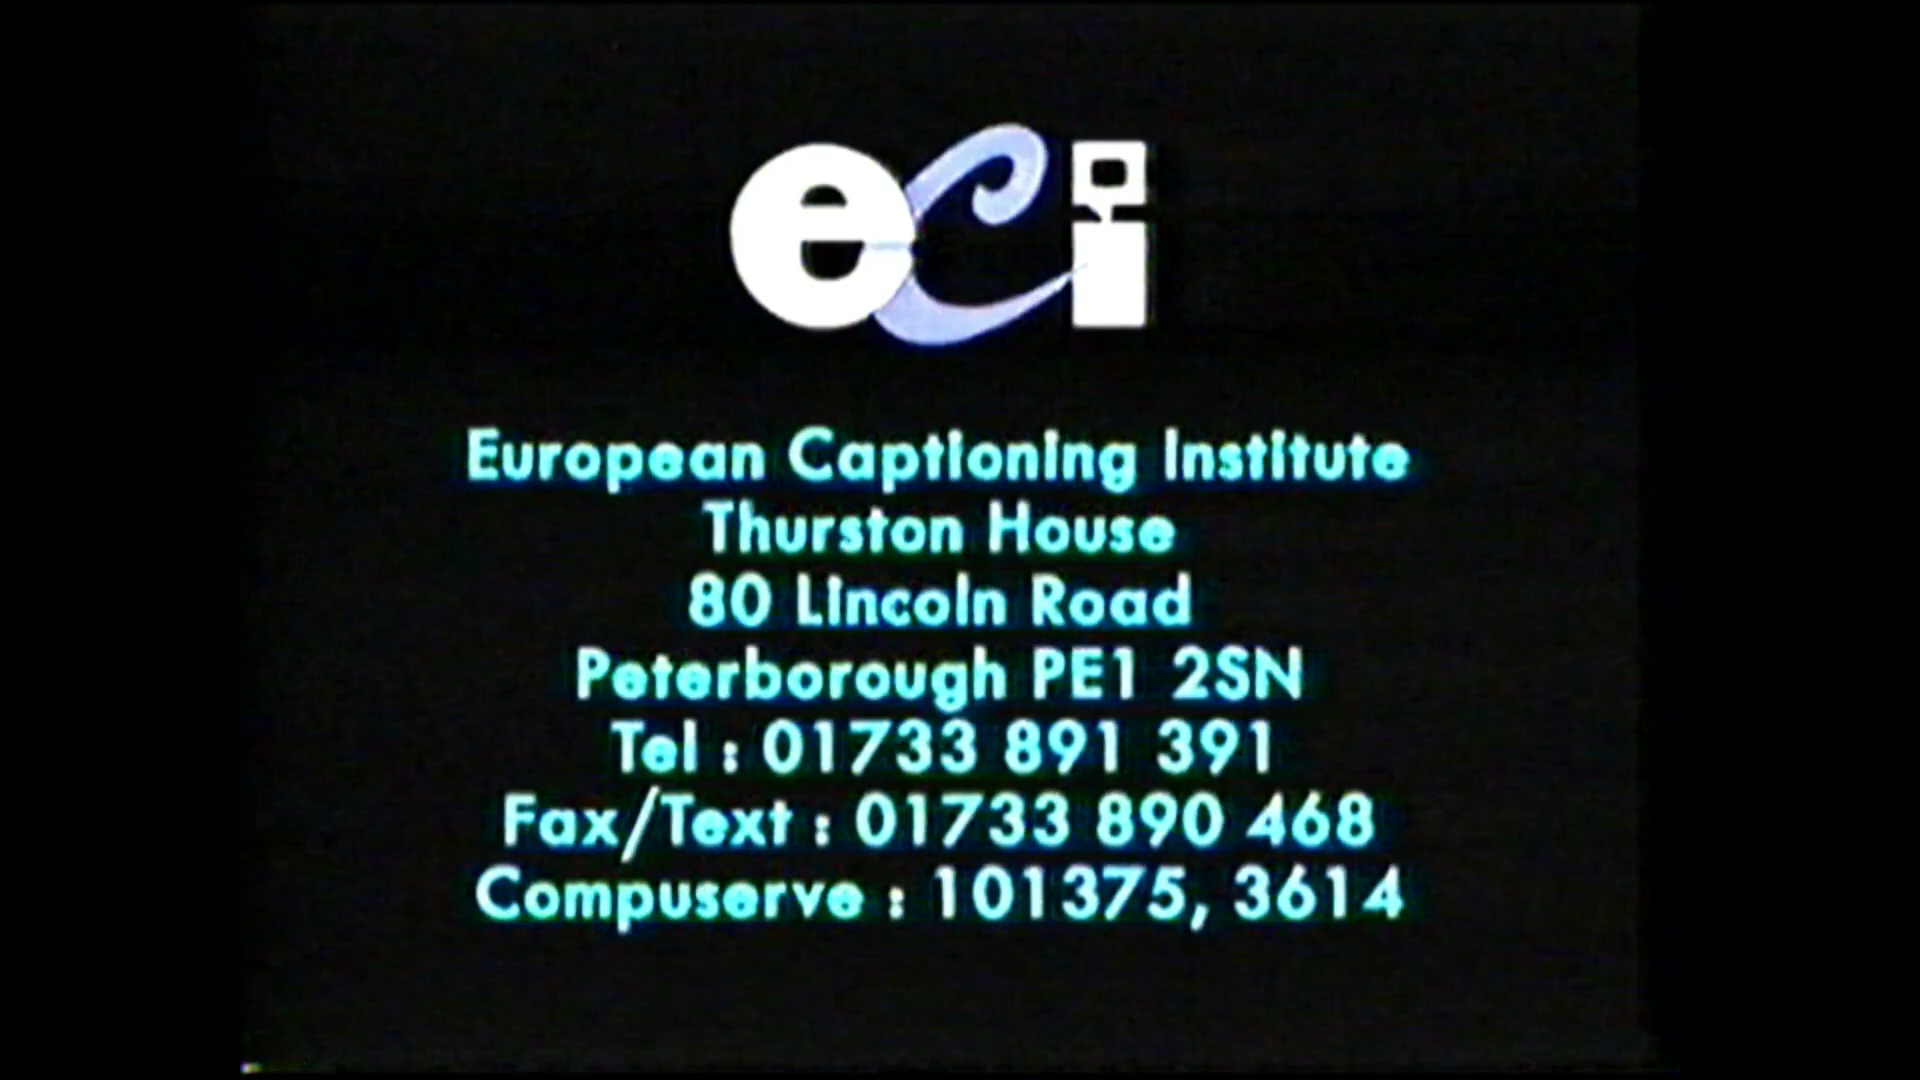 eci
European Captioning Institute
Thurston House
80 Lincoln Road
Peterborough PE1 2SN
Tel : 01733 891 391
Fax/Text : 01733 890 468
Compuserve : 101375, 3614